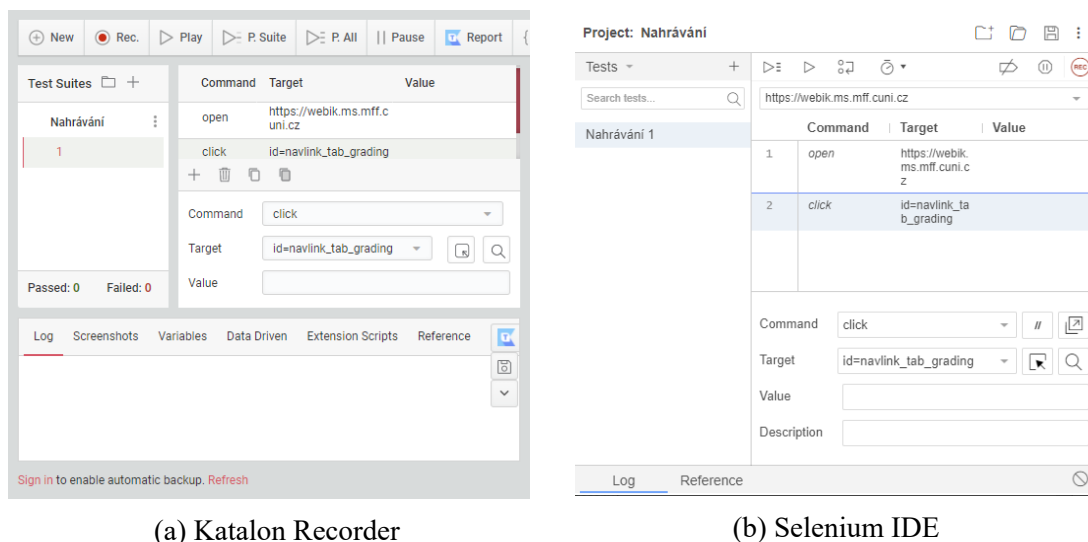 New Rec. Play P. Suite P. All Pause Report {
Test Suites
Nahrávání
1
Passed: 0 Failed: 0
Command Target Value
open https://webik.ms.mff.c
uni.cz
click id=navlink_tab_grading
Command click
Target id=navlink_tab_grading
Value
Log Screenshots Variables Data Driven Extension Scripts Reference
Sign in to enable automatic backup. Refresh
(a) Katalon Recorder
Project: Nahrávání
Tests
Search tests...
Nahrávání 1
REC
https://webik.ms.mff.cuni.cz
Command Target Value
1 open https://webik.
ms.mff.cuni.c
z
2 click id=navlink_ta
b_grading
Command click //
Target id=navlink_tab_grading
Value
Description
Log Reference
(b) Selenium IDE